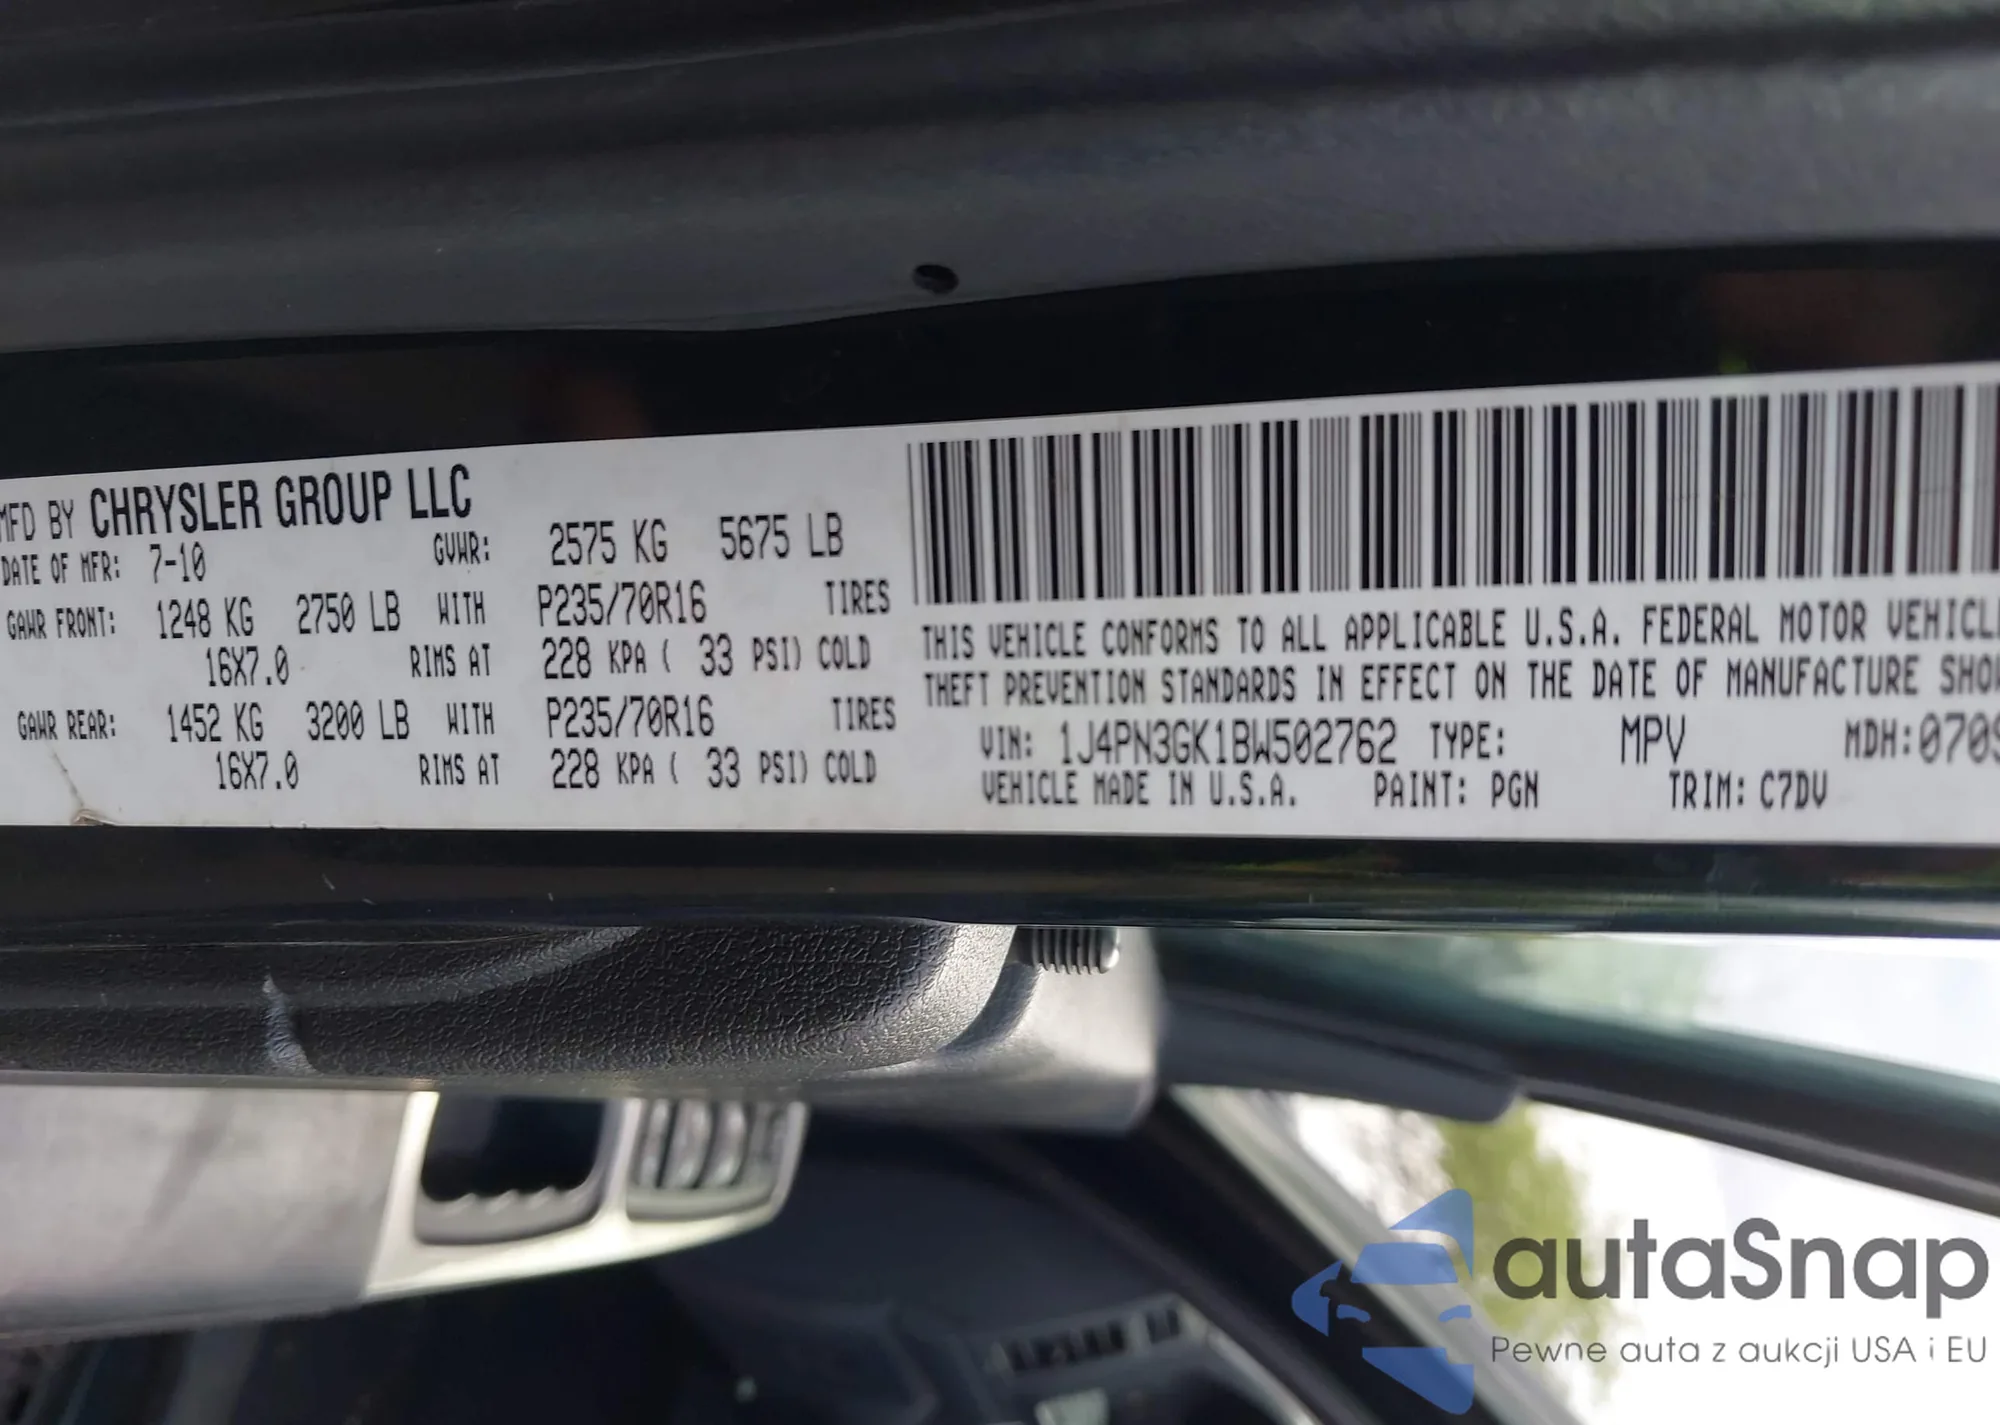 MFD BY CHRYSLER GROUP LLC
DATE OF MFR: 7-10 GVWR: 2575 KG 5675 LB
GAWR FRONT: 1248 KG 2750 LB WITH P235/70R16 TIRES
16X7.0 RIMS AT 228 KPA ( 33 PSI) COLD
GAWR REAR: 1452 KG 3200 LB WITH P235/70R16 TIRES
16X7.0 RIMS AT 228 KPA ( 33 PSI) COLD
THIS VEHICLE CONFORMS TO ALL APPLICABLE U.S.A. FEDERAL MOTOR VEHICL
THEFT PREVENTION STANDARDS IN EFFECT ON THE DATE OF MANUFACTURE SHOW
VIN: 1J4PN3GK1BW502762 TYPE: MPV MDH:0709
VEHICLE MADE IN U.S.A. PAINT: PGN TRIM: C7DV
autaSnap
Pewne auta z aukcji USA i EU